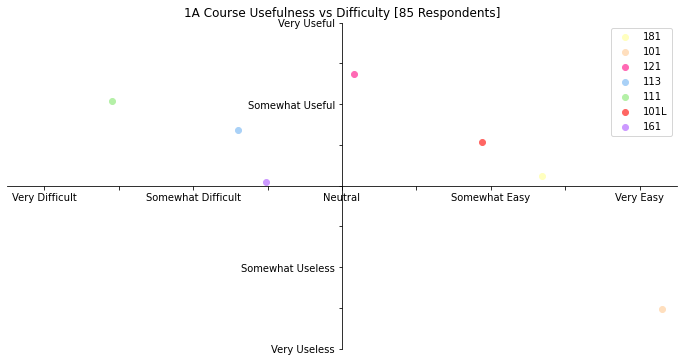 1A Course Usefulness vs Difficulty [85 Respondents]
Very Useful
181
101
121
113
111
101L
161
Somewhat Useful
Very Difficult
Somewhat Difficult
Neutral
Somewhat Easy
Very Easy
Somewhat Useless
Very Useless